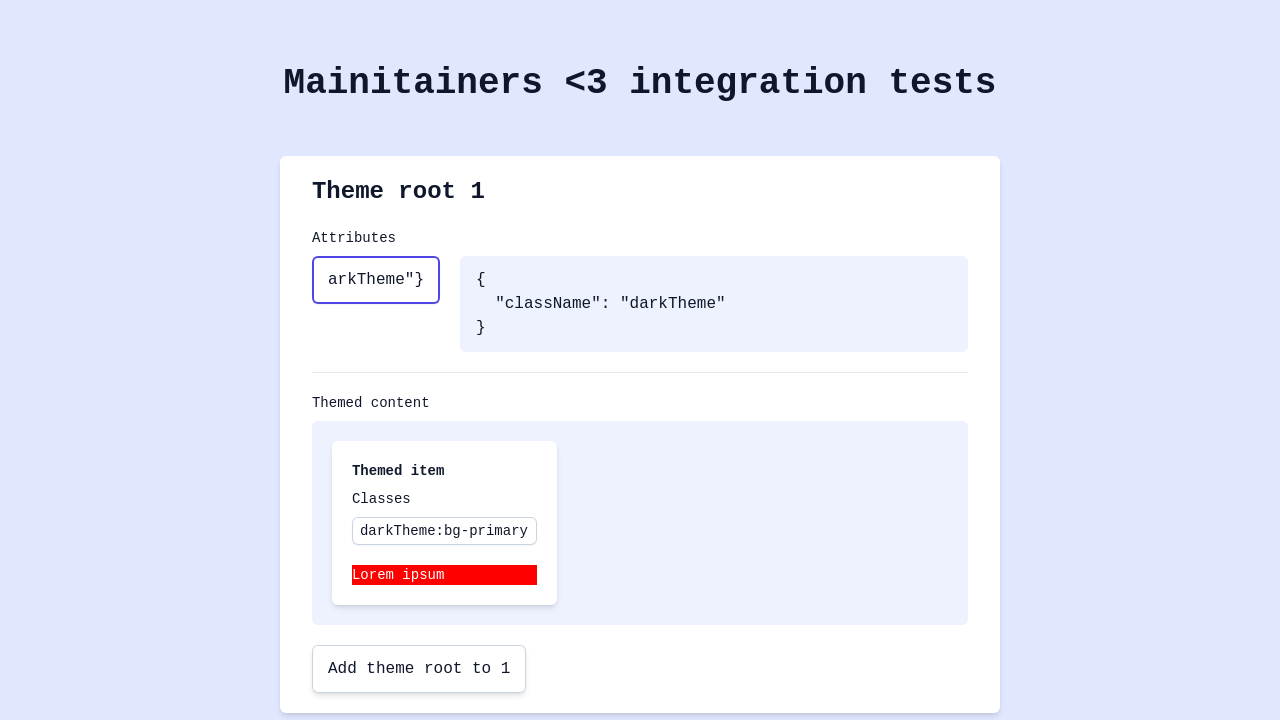 Mainitainers <3 integration tests
Theme root 1
Attributes
arkTheme"}
{
  "className": "darkTheme"
}
Themed content
Themed item
Classes
darkTheme:bg-primary
Lorem ipsum
Add theme root to 1